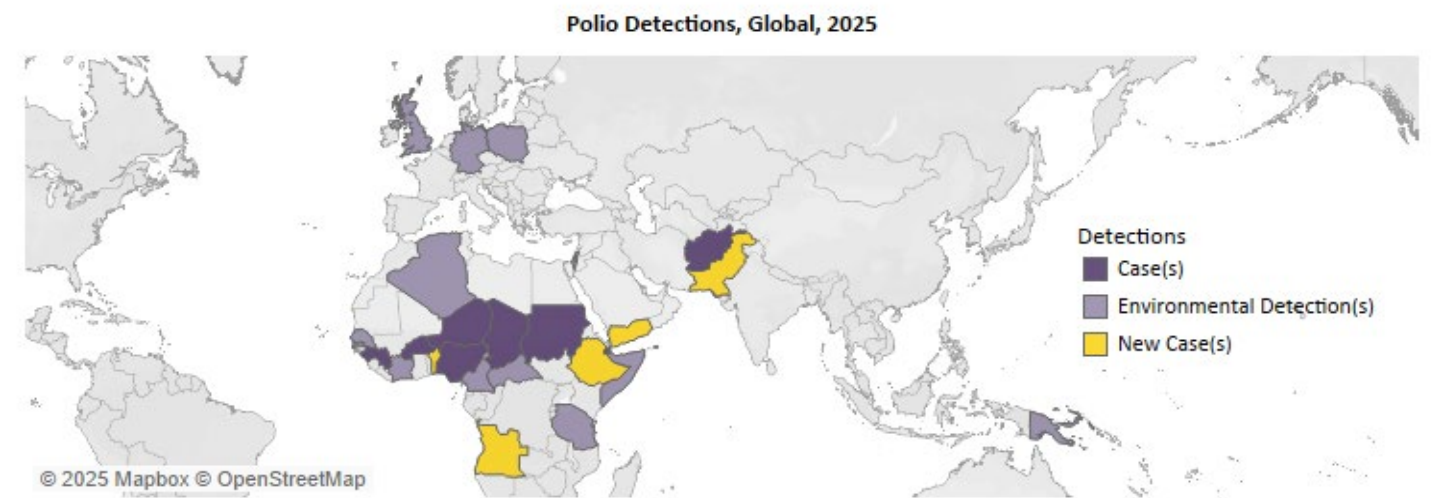 Polio Detections, Global, 2025
Detections
Case(s)
Environmental Detection(s)
New Case(s)
© 2025 Mapbox © OpenStreetMap